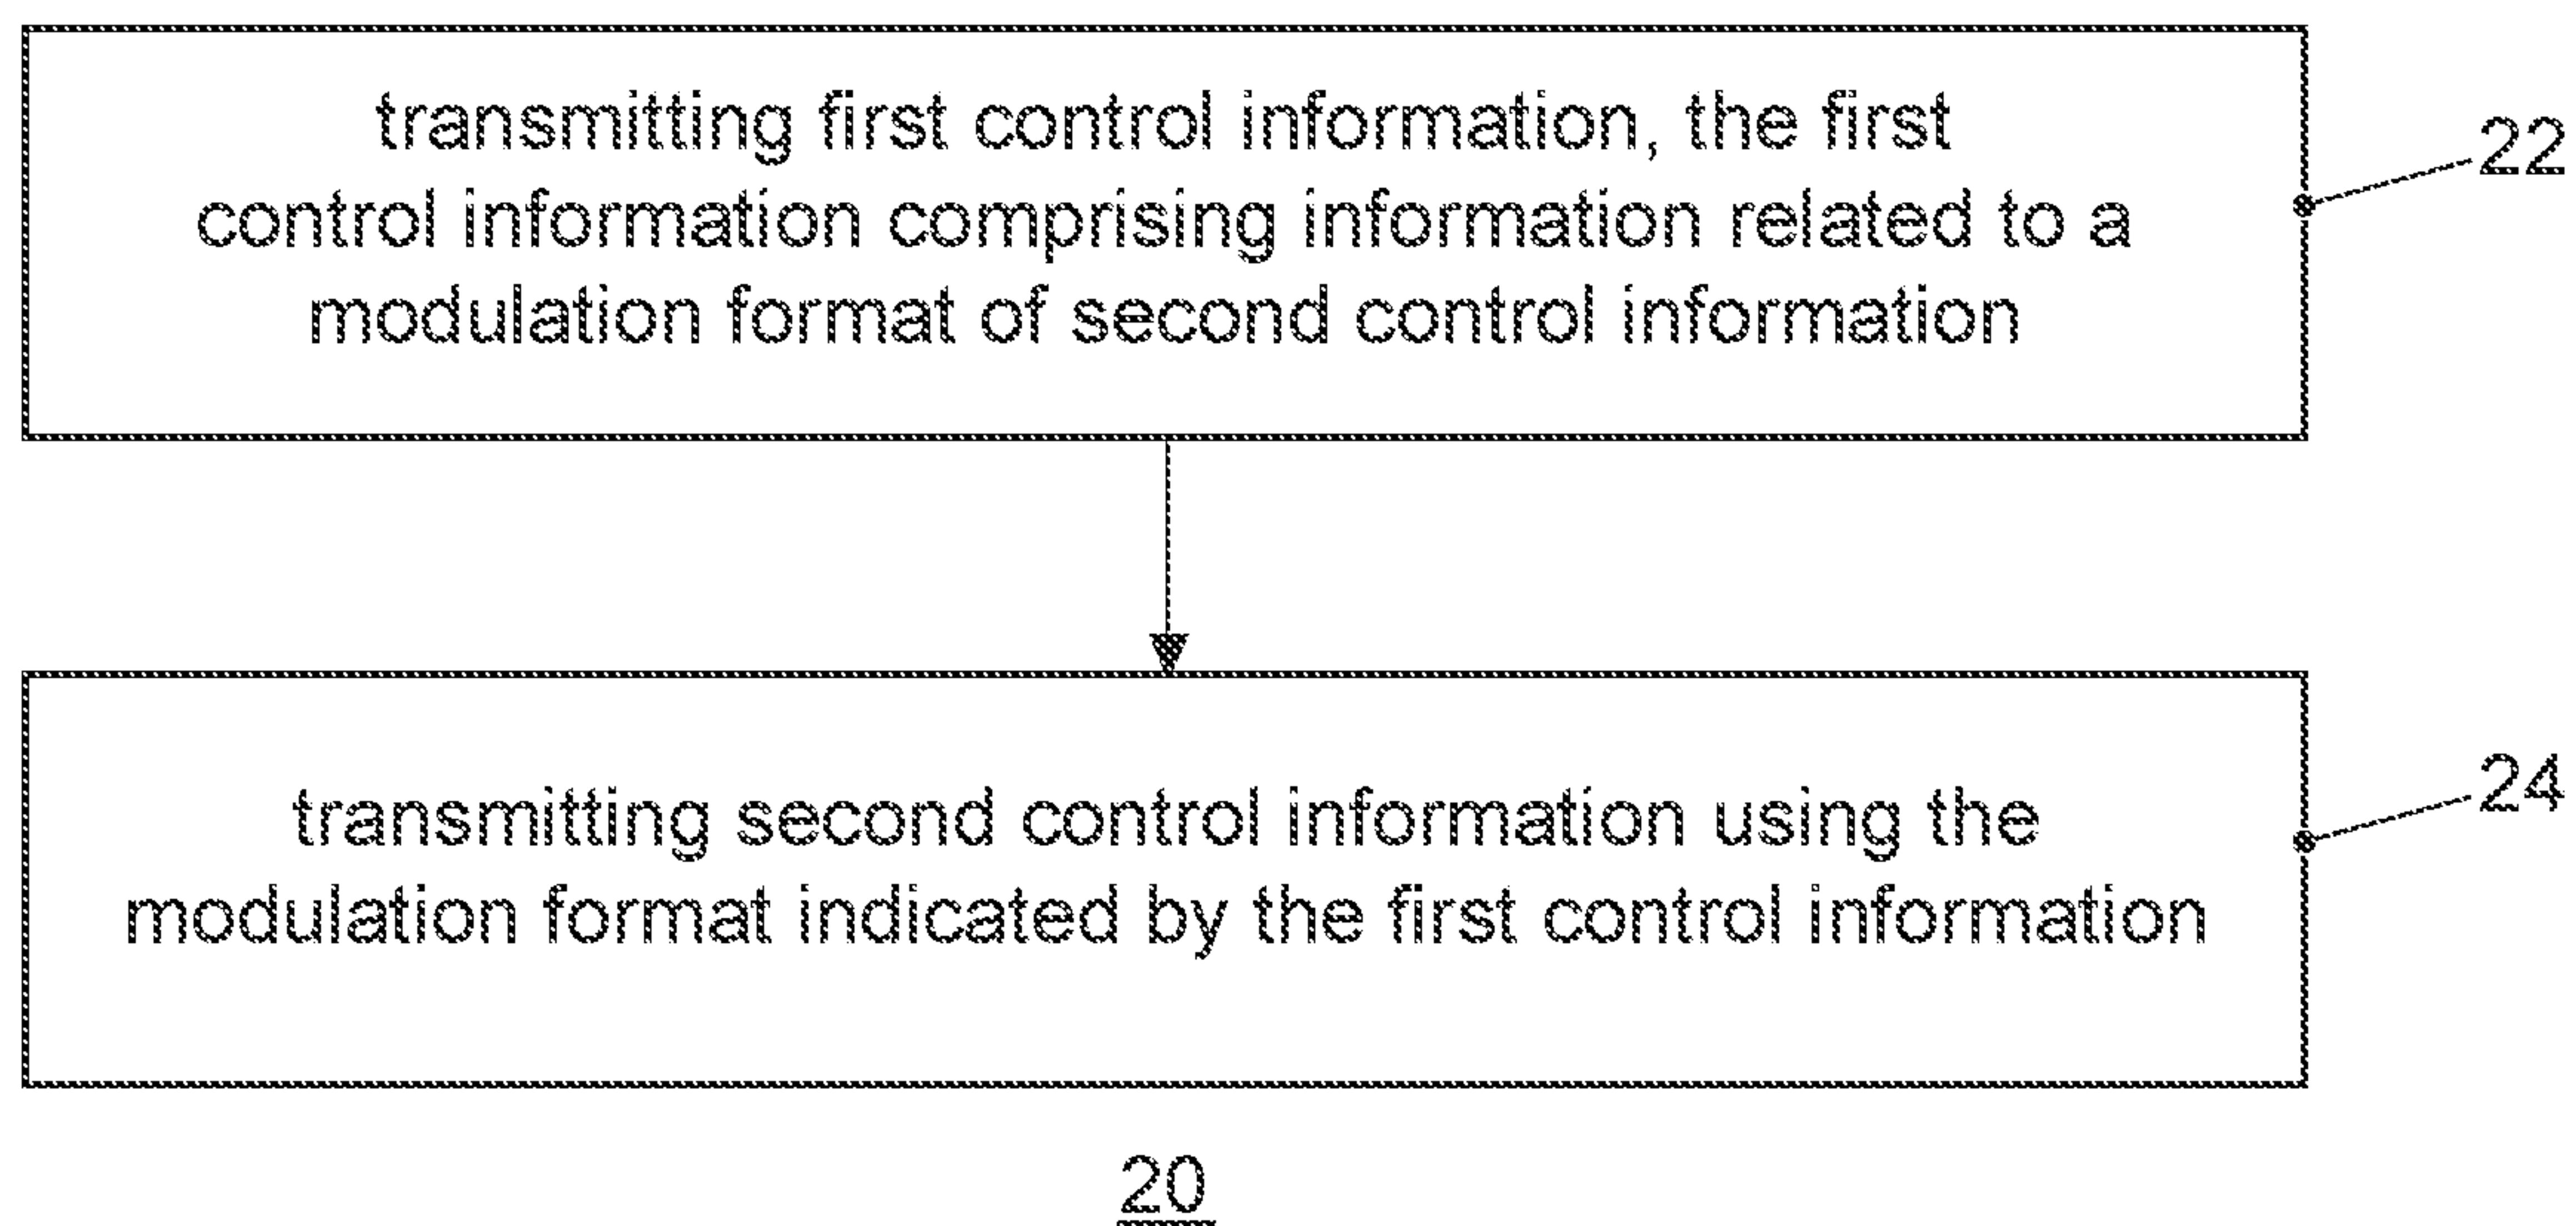 transmitting first control information, the first
control information comprising information related to a
modulation format of second control information
22
transmitting second control information using the
modulation format indicated by the first control information
24
20